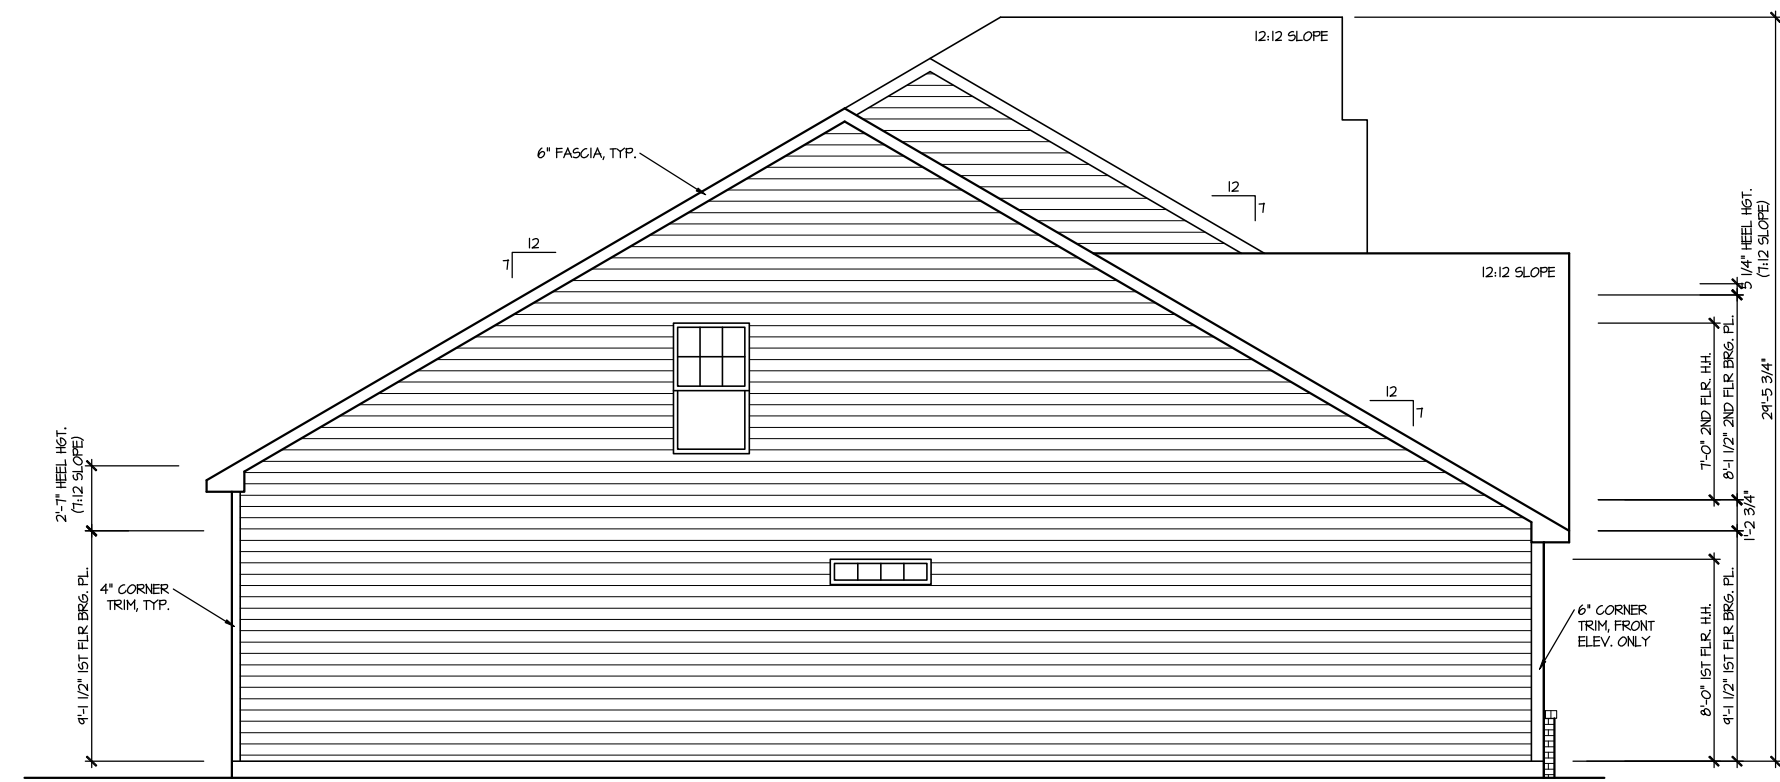 12:12 SLOPE
6" FASCIA, TYP.
12
7
12
7
12:12 SLOPE
12
7
2'-7" HEEL HGT.
(7:12 SLOPE)
9'-1 1/2" 1ST FLR BRG. PL.
4" CORNER
TRIM, TYP.
6" CORNER
TRIM, FRONT
ELEV. ONLY
5 1/4" HEEL HGT.
(7:12 SLOPE)
7'-0" 2ND FLR. H.H.
8'-1 1/2" 2ND FLR BRG. PL.
29'-5 3/4"
1'-2 3/4"
8'-0" 1ST FLR. H.H.
9'-1 1/2" 1ST FLR BRG. PL.